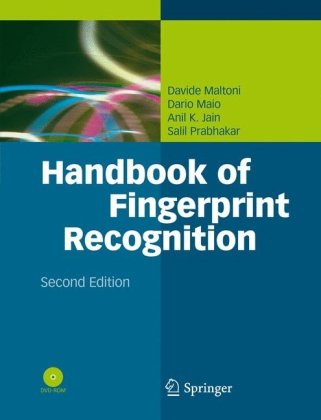 Davide Maltoni
Dario Maio
Anil K. Jain
Salil Prabhakar
Handbook of
Fingerprint
Recognition
Second Edition
DVD-ROM
Springer